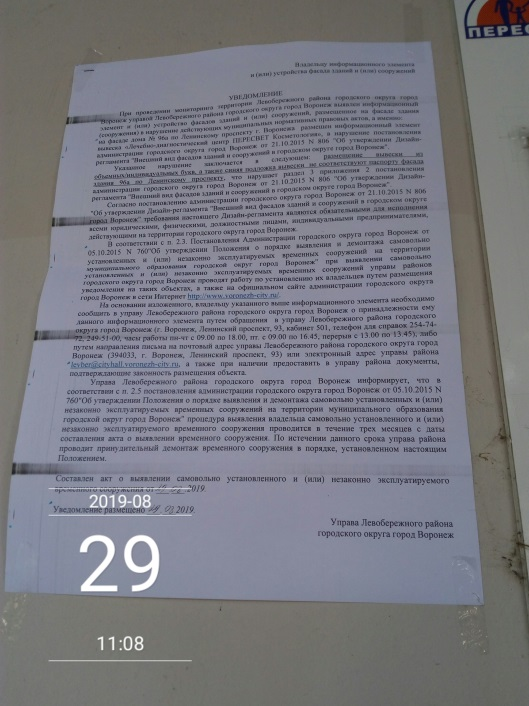 ПЕРЕС
Владельцу информационного элемента
и (или) устройства фасада зданий и (или) сооружений
УВЕДОМЛЕНИЕ
При проведении мониторинга территории Левобережного района городского округа город
Воронеж управой Левобережного района городского округа город Воронеж выявлен информационный
элемент и (или) устройство фасадов зданий и (или) сооружений, размещенное на фасаде здания
(сооружения) в нарушение действующих муниципальных нормативных правовых актов, а именно:
"на фасаде дома № 96а по Ленинскому проспекту г. Воронежа размещен информационный элемент
вывеска «Лечебно-диагностический центр ПЕРЕСВЕТ Косметология», в нарушение постановления
администрации городского округа город Воронеж от 21.10.2015 N 806 "Об утверждении Дизайн-
регламента "Внешний вид фасадов зданий и сооружений в городском округе город Воронеж".
Указанное нарушение заключается в следующем: размещение вывески из
объемных/индивидуальных букв, а также синяя подложка вывески, не соответствуют паспорту фасада
здания 96а по Ленинскому проспекту, что нарушает раздел 3 приложения 2 постановления
администрации городского округа город Воронеж от 21.10.2015 N 806 "Об утверждении Дизайн-
регламента "Внешний вид фасадов зданий и сооружений в городском округе город Воронеж"
Согласно постановлению администрации городского округа город Воронеж от 21.10.2015 N 806
"Об утверждении Дизайн-регламента "Внешний вид фасадов зданий и сооружений в городском округе
город Воронеж" требования настоящего Дизайн-регламента являются обязательными для исполнения
всеми юридическими, физическими, должностными лицами, индивидуальными предпринимателями,
действующими на территории городского округа город Воронеж.
В соответствии с п. 2.3. Постановления Администрации городского округа город Воронеж от
05.10.2015 N 760"Об утверждении Положения о порядке выявления и демонтажа самовольно
установленных и (или) незаконно эксплуатируемых временных сооружений на территории
муниципального образования городской округ город Воронеж" при выявлении самовольно
установленных и (или) незаконно эксплуатируемых временных сооружений управы районов
городского округа город Воронеж проводят работу по установлению их владельцев путем размещения
уведомления на таких объектах, а также на официальном сайте администрации городского округа
город Воронеж в сети Интернет http://www.voronezh-city.ru/.
На основании изложенного, владельцу указанного выше информационного элемента необходимо
сообщить в управу Левобережного района городского округа город Воронеж о принадлежности ему
данного информационного элемента путем обращения в управу Левобережного района городского
округа город Воронеж (г. Воронеж, Ленинский проспект, 93, кабинет 501, телефон для справок 254-74-
72, 249-51-00, часы работы пн-чт с 09.00 по 18.00, пт. с 09.00 по 16.45, перерыв с 13.00 по 13.45), либо
путем направления письма на почтовый адрес управы Левобережного района городского округа город
Воронеж (394033, г. Воронеж, Ленинский проспект, 93) или электронный адрес управы района
levber@cityhall.voronezh-city.ru, а также при наличии предоставить в управу района документы,
подтверждающие законность размещения объекта.
Управа Левобережного района городского округа город Воронеж информирует, что в
соответствии с п. 2.5 постановления администрации городского округа город Воронеж от 05.10.2015 N
760"Об утверждении Положения о порядке выявления и демонтажа самовольно установленных и (или)
незаконно эксплуатируемых временных сооружений на территории муниципального образования
городской округ город Воронеж" процедура выявления владельца самовольно установленного и (или)
незаконно эксплуатируемого временного сооружения проводится в течение трех месяцев с даты
составления акта о выявлении временного сооружения. По истечении данного срока управа района
проводит принудительный демонтаж временного сооружения в порядке, установленном настоящим
Положением.
Составлен акт о выявлении самовольно установленного и (или) незаконно эксплуатируемого
временного сооружения от 2019.
2019-08
Уведомление размещено 2019.
29
Управа Левобережного района
городского округа город Воронеж
11:08